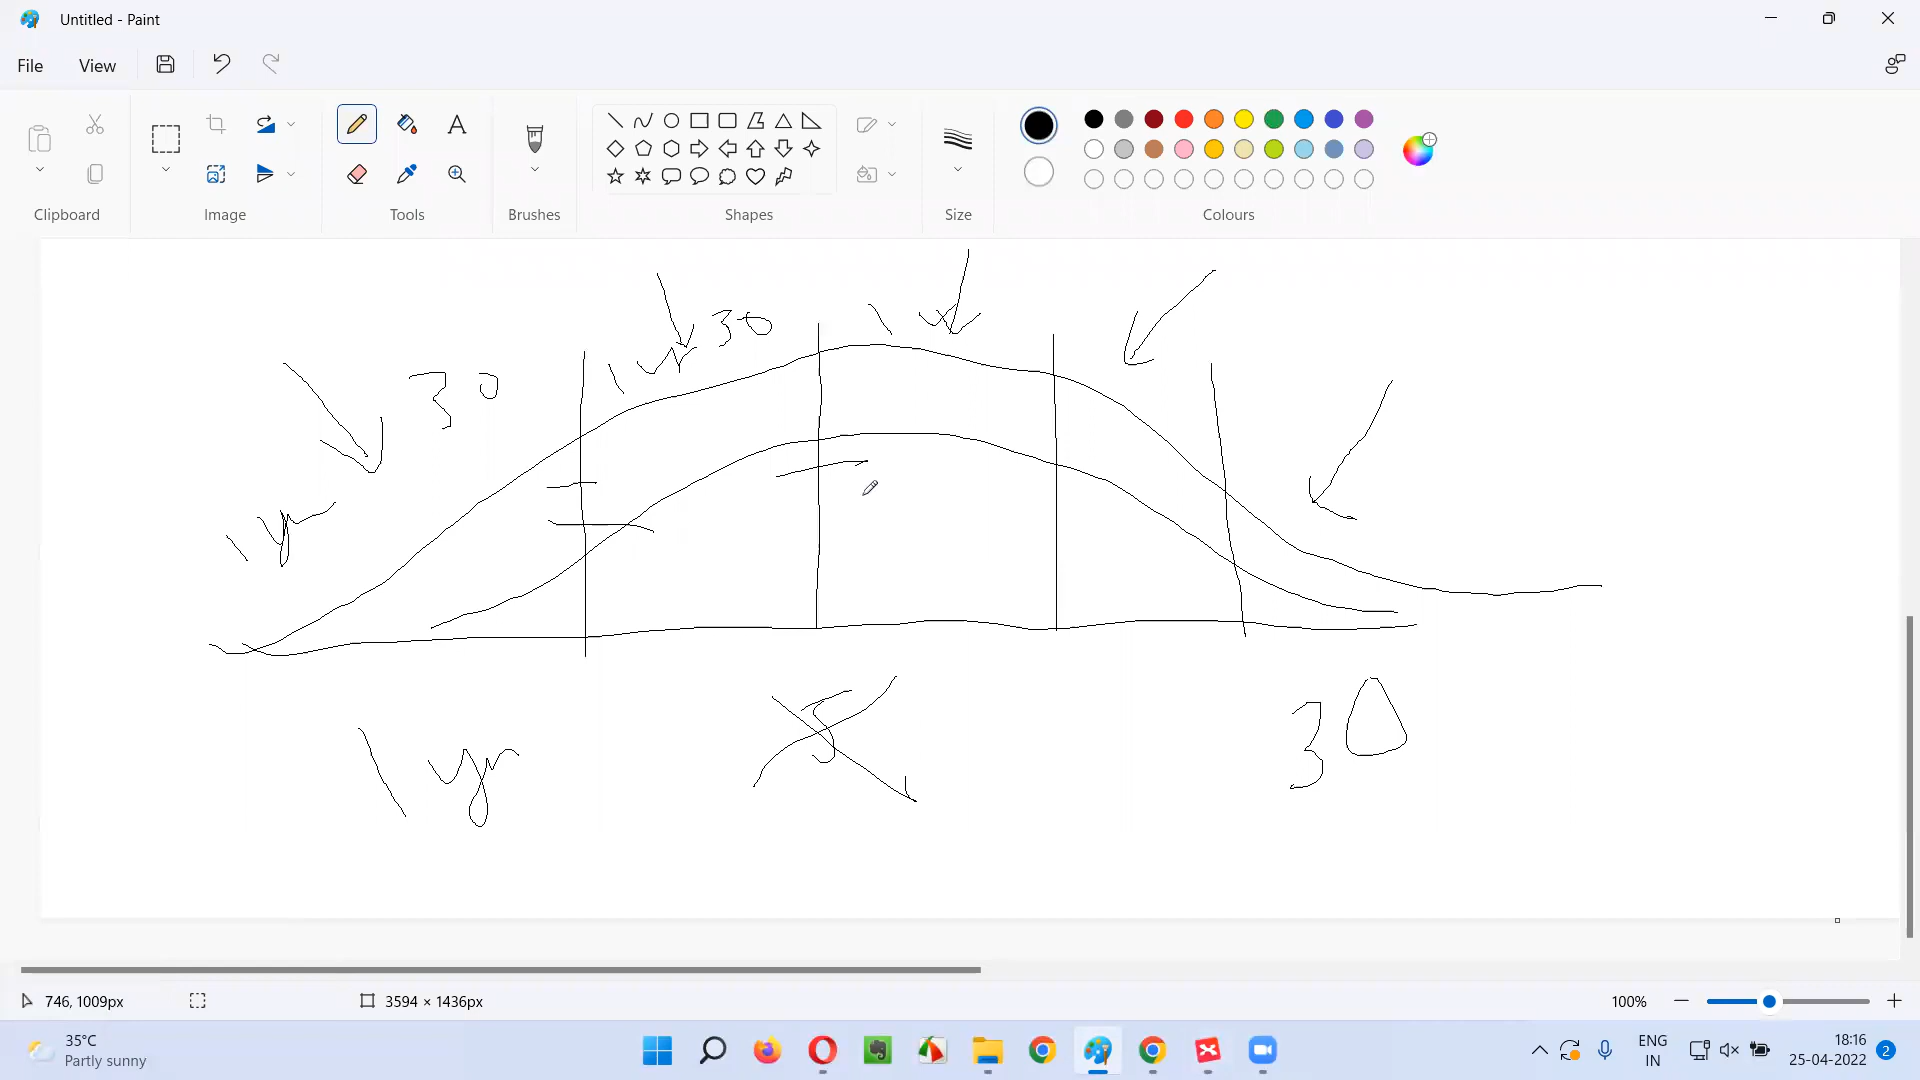 Untitled - Paint
File View
Clipboard
Image
Tools
Brushes
Shapes
Size
Colours
30
1 yr
30
1 yr
5
30
746, 1009px
3594 × 1436px
100%
35°C
Partly sunny
ENG
IN
18:16
25-04-2022
2